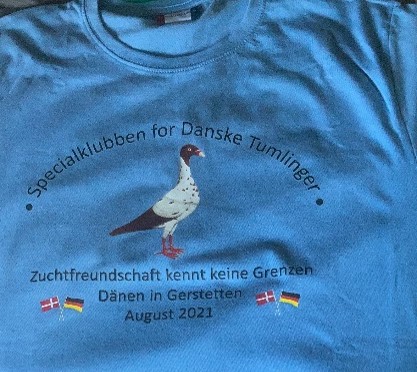 • Specialklubben for Danske Tumlinger •
Zuchtfreundschaft kennt keine Grenzen
Dänen in Gerstetten
August 2021